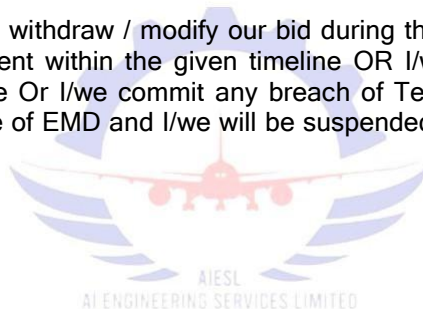 withdraw / modify our bid during th
ent within the given timeline OR I/w
e Or I/we commit any breach of Te
e of EMD and I/we will be suspended
AIESL
AI ENGINEERING SERVICES LIMITED